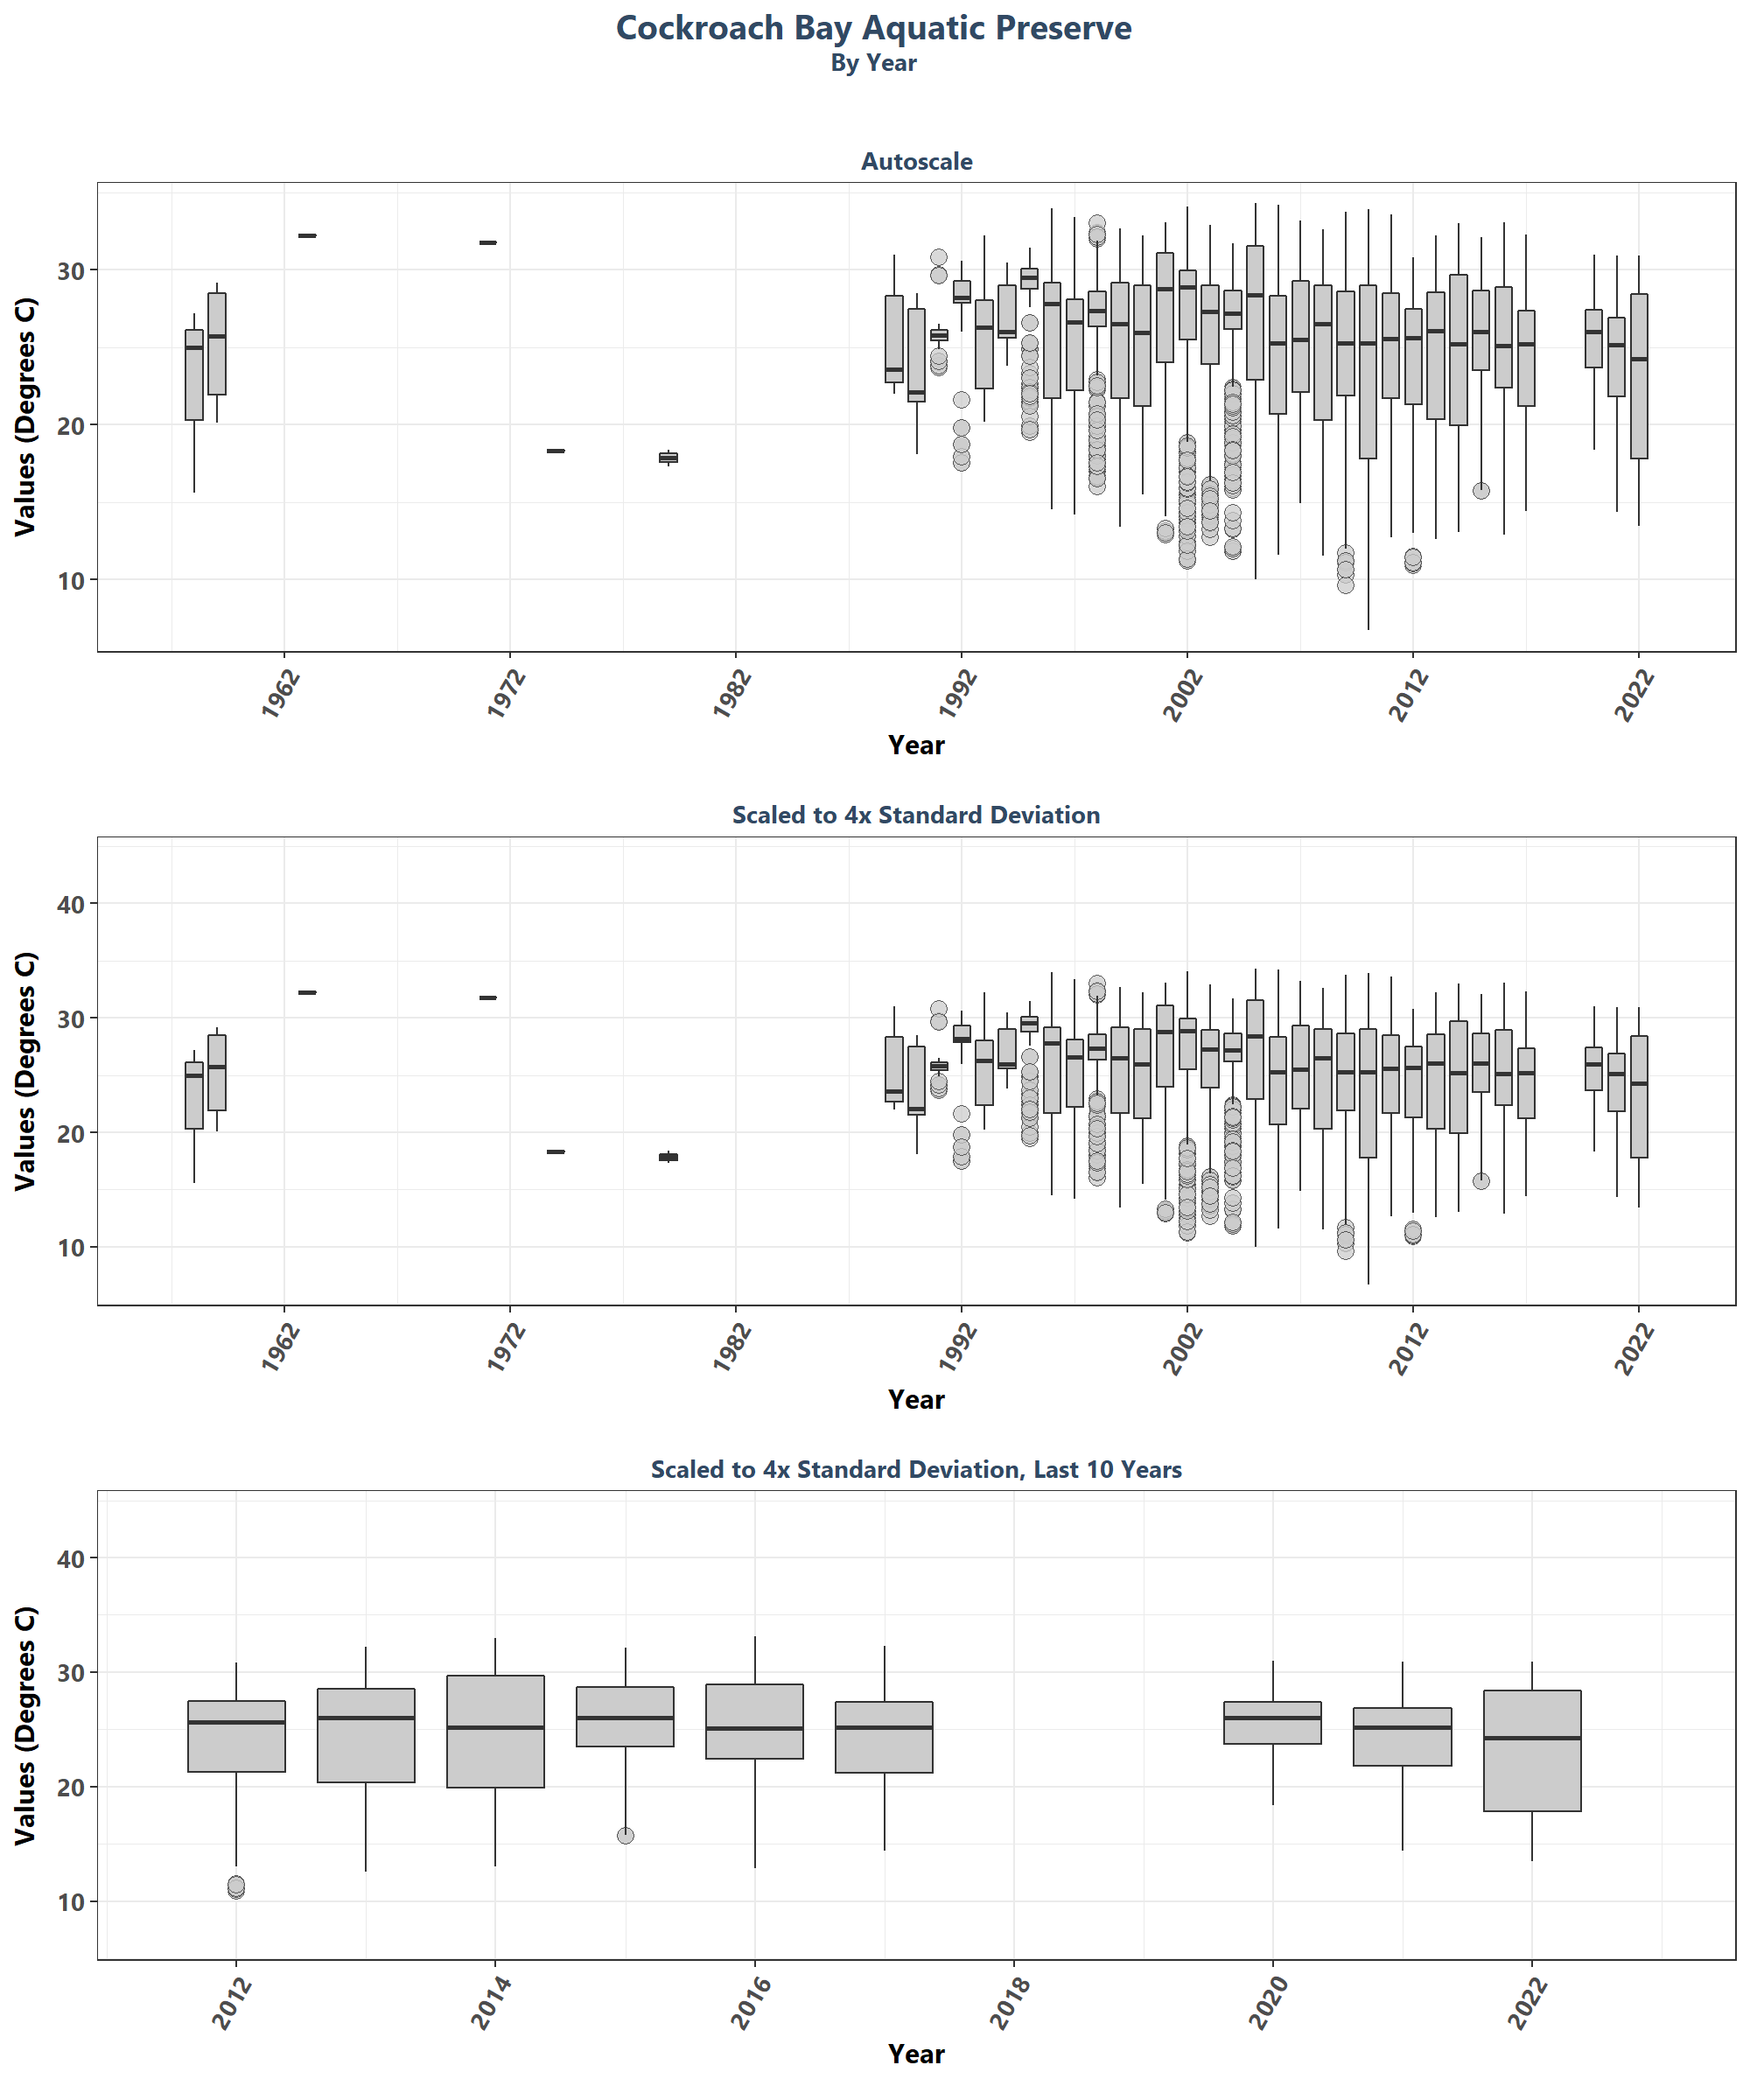 Cockroach Bay Aquatic Preserve
By Year
Autoscale
Values (Degrees C)
30
20
10
1962 1972 1982 1992 2002 2012 2022
Year
Scaled to 4x Standard Deviation
Values (Degrees C)
40
30
20
10
1962 1972 1982 1992 2002 2012 2022
Year
Scaled to 4x Standard Deviation, Last 10 Years
Values (Degrees C)
40
30
20
10
2012 2014 2016 2018 2020 2022
Year